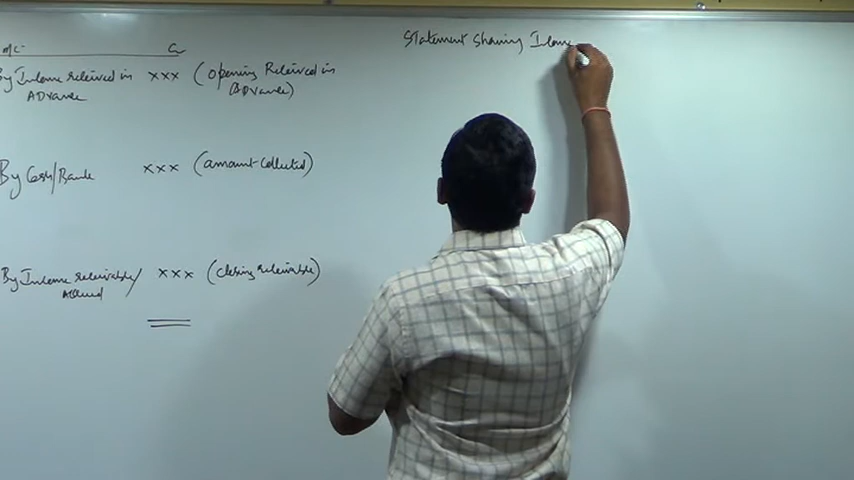 a/c Cr
By Income received in xxx (opening Received in
ADvance ADvance)
By Cash/Bank xxx (amount-collected)
By Income receivable/ xxx (closing receivable)
Accrued
Statement Showing Income